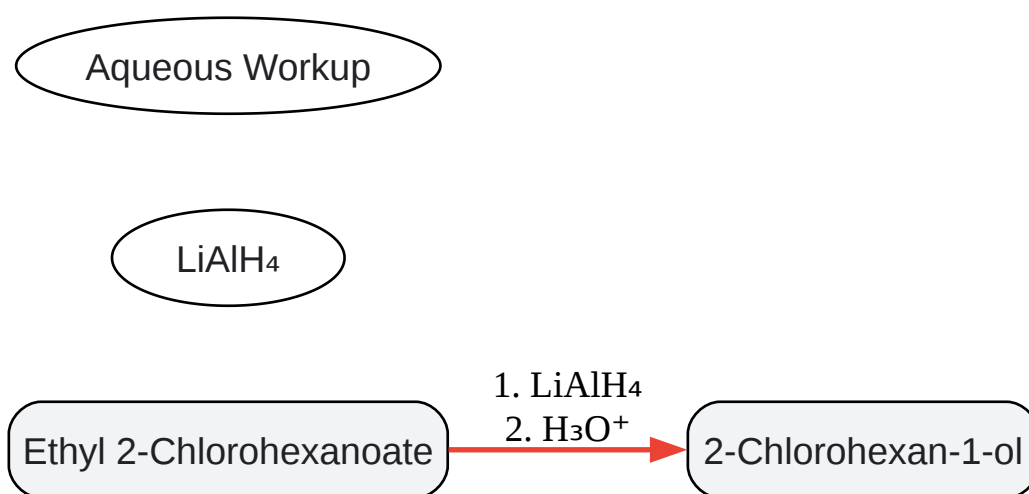 Aqueous Workup
LiAlH₄
1. LiAlH₄
2. H₃O⁺
Ethyl 2-Chlorohexanoate
2-Chlorohexan-1-ol